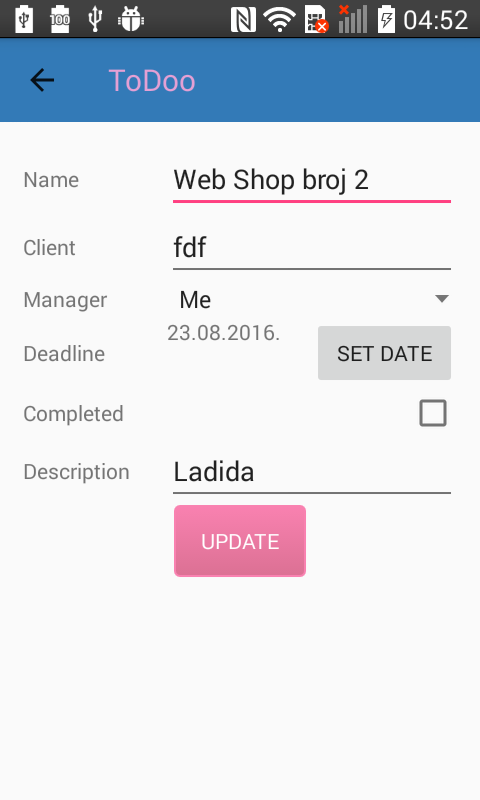 100 04:52
ToDoo
Name Web Shop broj 2
Client fdf
Manager Me
23.08.2016.
Deadline SET DATE
Completed
Description Ladida
UPDATE